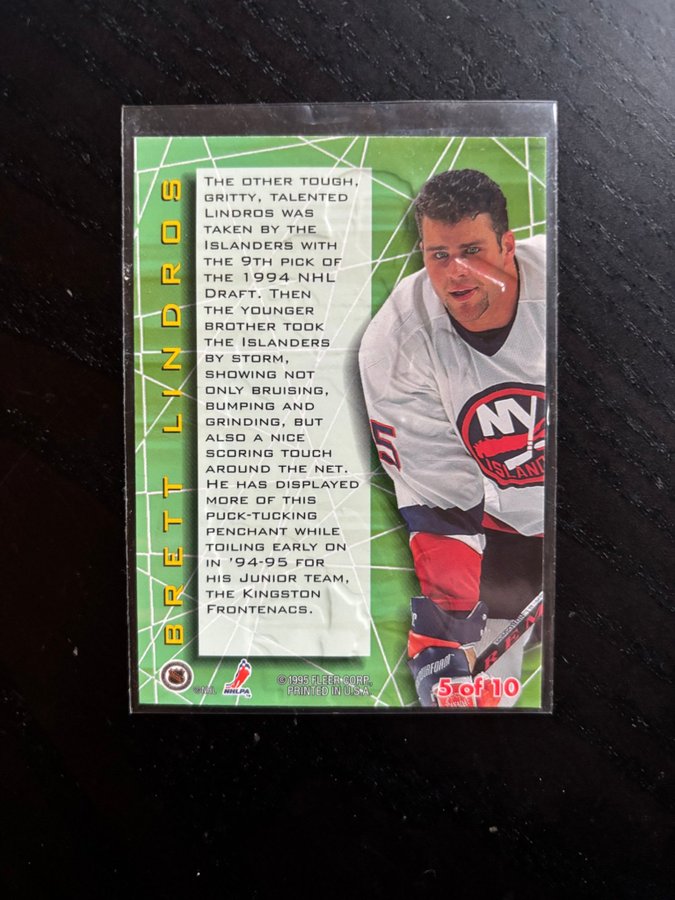 BRETT LINDROS
THE OTHER TOUGH,
GRITTY, TALENTED
LINDROS WAS
TAKEN BY THE
ISLANDERS WITH
THE 9TH PICK OF
THE 1994 NHL
DRAFT. THEN
THE YOUNGER
BROTHER TOOK
THE ISLANDERS
BY STORM,
SHOWING NOT
ONLY BRUISING,
BUMPING AND
GRINDING, BUT
ALSO A NICE
SCORING TOUCH
AROUND THE NET.
HE HAS DISPLAYED
MORE OF THIS
PUCK-TUCKING
PENCHANT WHILE
TOILING EARLY ON
IN '94-95 FOR
HIS JUNIOR TEAM,
THE KINGSTON
FRONTENACS.
5
NY
ISLAND
©NHL
NHLPA
© 1995 FLEER CORP.
PRINTED IN U.S.A
5 of 10